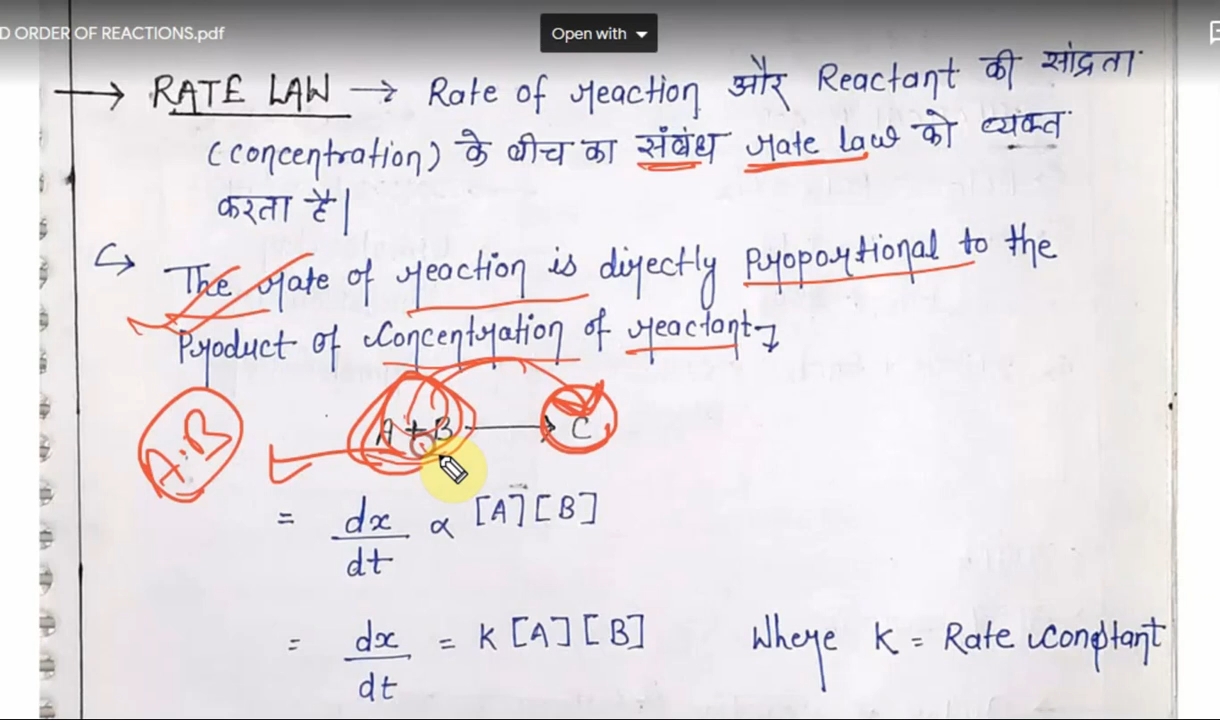 D ORDER OF REACTIONS.pdf
Open with
→ RATE LAW → Rate of reaction और Reactant की सांद्रता
(concentration) के बीच का संबंध rate law को व्यक्त
करता है|
The rate of reaction is directly proportional to the
Product of Concentration of reactant
A.B
A + B → C
= dx/dt ∝ [A][B]
= dx/dt = K [A][B] Where K = Rate constant